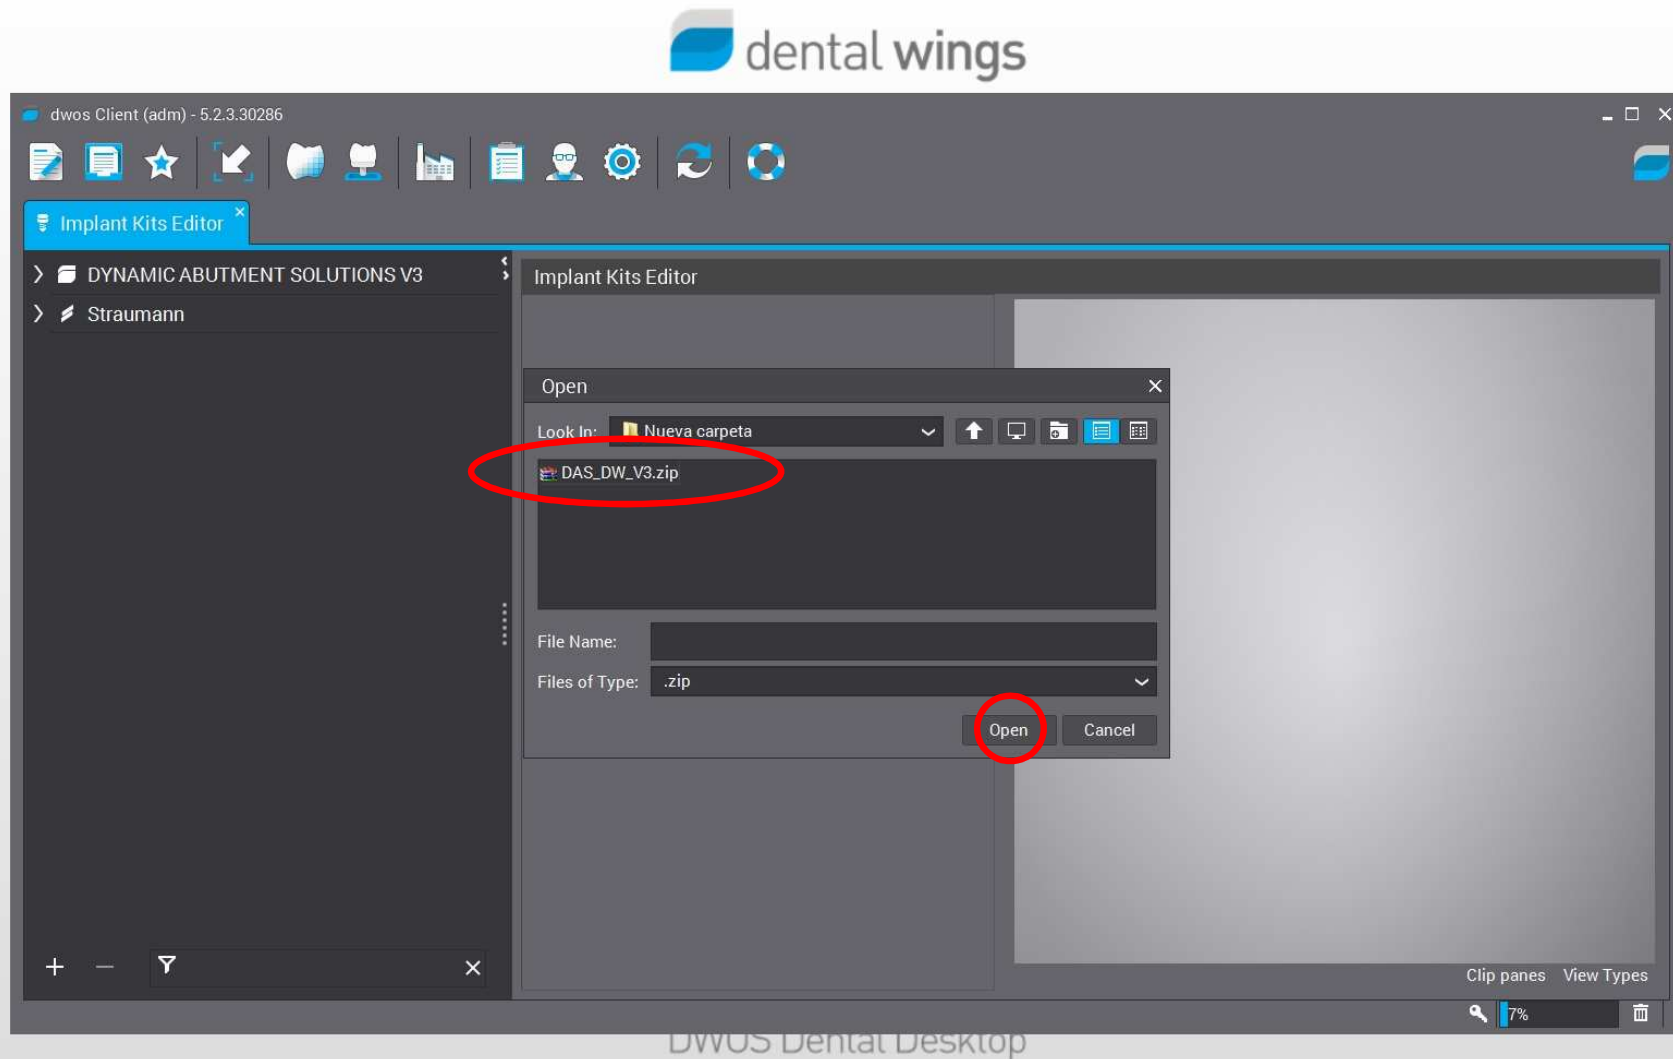 dental wings
dwos Client (adm) - 5.2.3.30286
Implant Kits Editor
DYNAMIC ABUTMENT SOLUTIONS V3
Straumann
Implant Kits Editor
Open
Look In: Nueva carpeta
DAS_DW_V3.zip
File Name:
Files of Type: .zip
Open Cancel
Clip panes View Types
7%
DWOS Dental Desktop